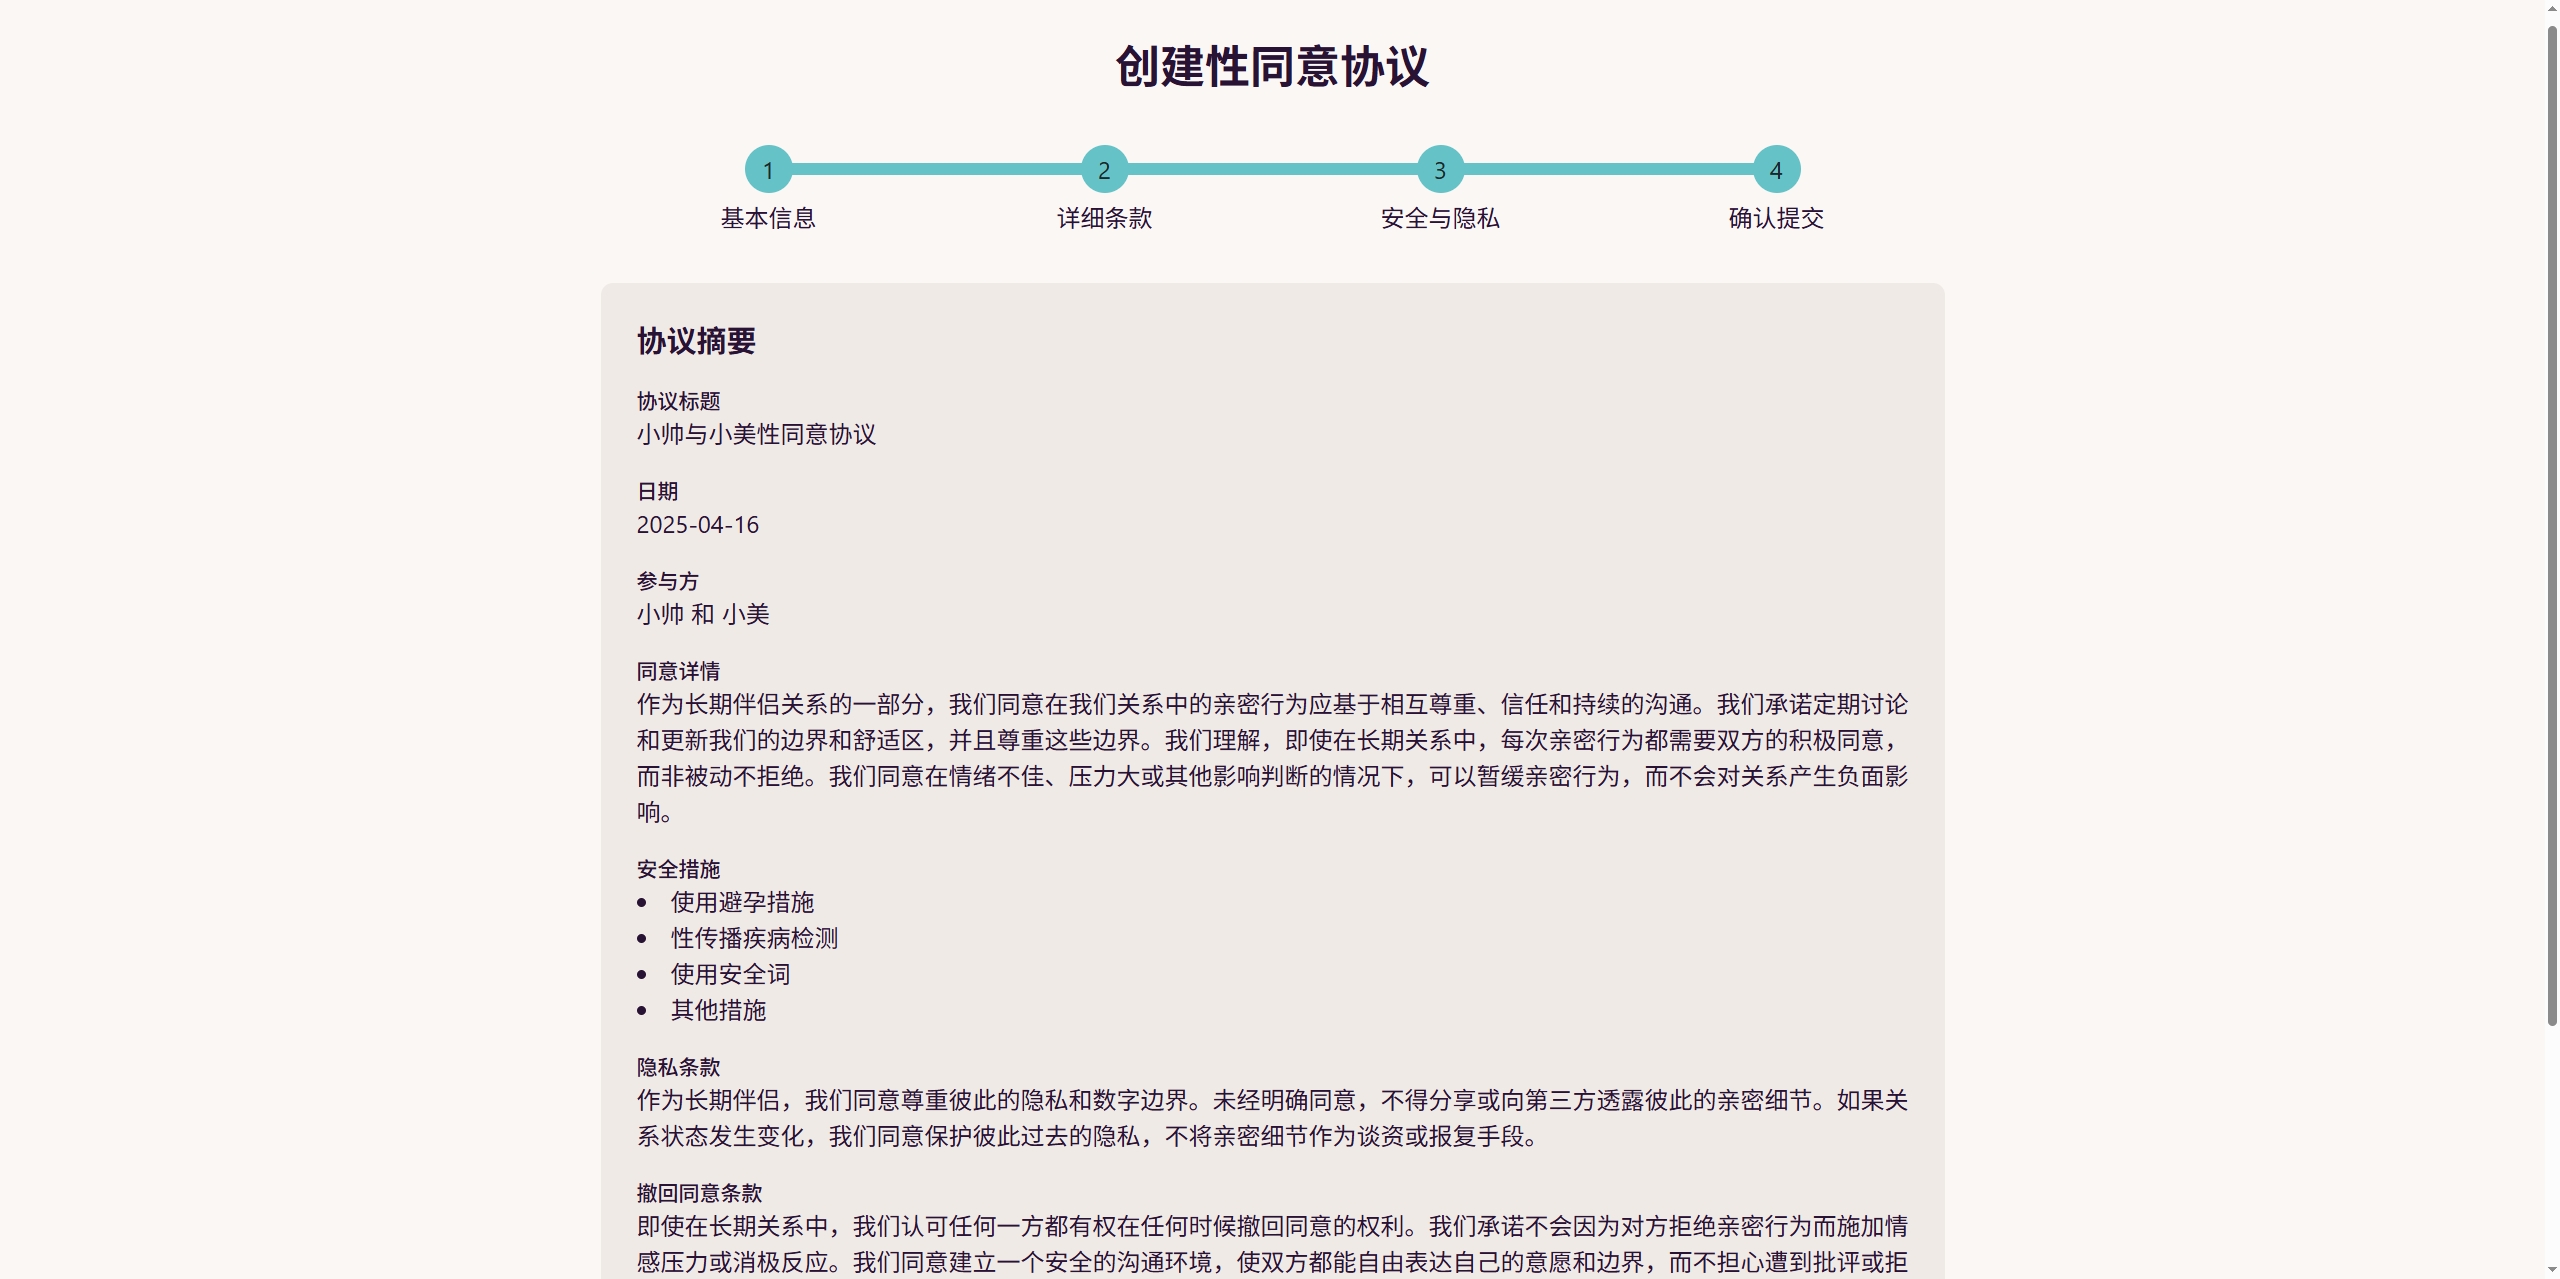 创建性同意协议
1
2
3
4
基本信息
详细条款
安全与隐私
确认提交
协议摘要
协议标题
小帅与小美性同意协议
日期
2025-04-16
参与方
小帅 和 小美
同意详情
作为长期伴侣关系的一部分，我们同意在我们关系中的亲密行为应基于相互尊重、信任和持续的沟通。我们承诺定期讨论
和更新我们的边界和舒适区，并且尊重这些边界。我们理解，即使在长期关系中，每次亲密行为都需要双方的积极同意，
而非被动不拒绝。我们同意在情绪不佳、压力大或其他影响判断的情况下，可以暂缓亲密行为，而不会对关系产生负面影
响。
安全措施
使用避孕措施
性传播疾病检测
使用安全词
其他措施
隐私条款
作为长期伴侣，我们同意尊重彼此的隐私和数字边界。未经明确同意，不得分享或向第三方透露彼此的亲密细节。如果关
系状态发生变化，我们同意保护彼此过去的隐私，不将亲密细节作为谈资或报复手段。
撤回同意条款
即使在长期关系中，我们认可任何一方都有权在任何时候撤回同意的权利。我们承诺不会因为对方拒绝亲密行为而施加情
感压力或消极反应。我们同意建立一个安全的沟通环境，使双方都能自由表达自己的意愿和边界，而不担心遭到批评或拒